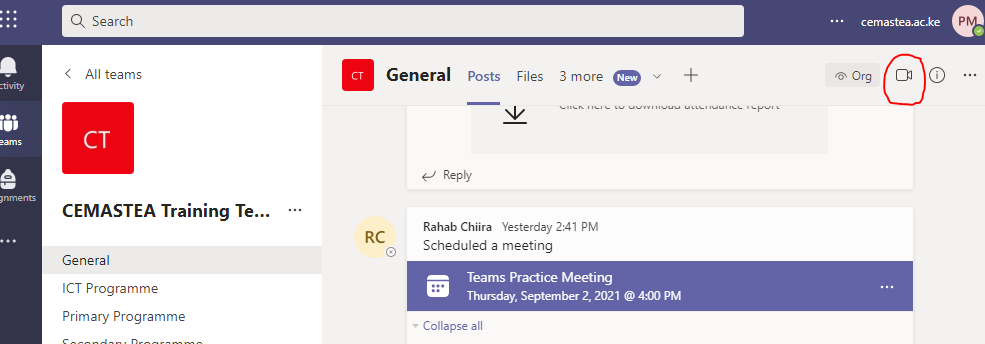 Search
cemastea.ac.ke
PM
ctivity
eams
gnments
All teams
CT
CEMASTEA Training Te...
General
ICT Programme
Primary Programme
Secondary Programme
CT
General
Posts
Files
3 more
New
Org
Click here to download attendance report
Reply
RC
Rahab Chiira Yesterday 2:41 PM
Scheduled a meeting
Teams Practice Meeting
Thursday, September 2, 2021 @ 4:00 PM
Collapse all